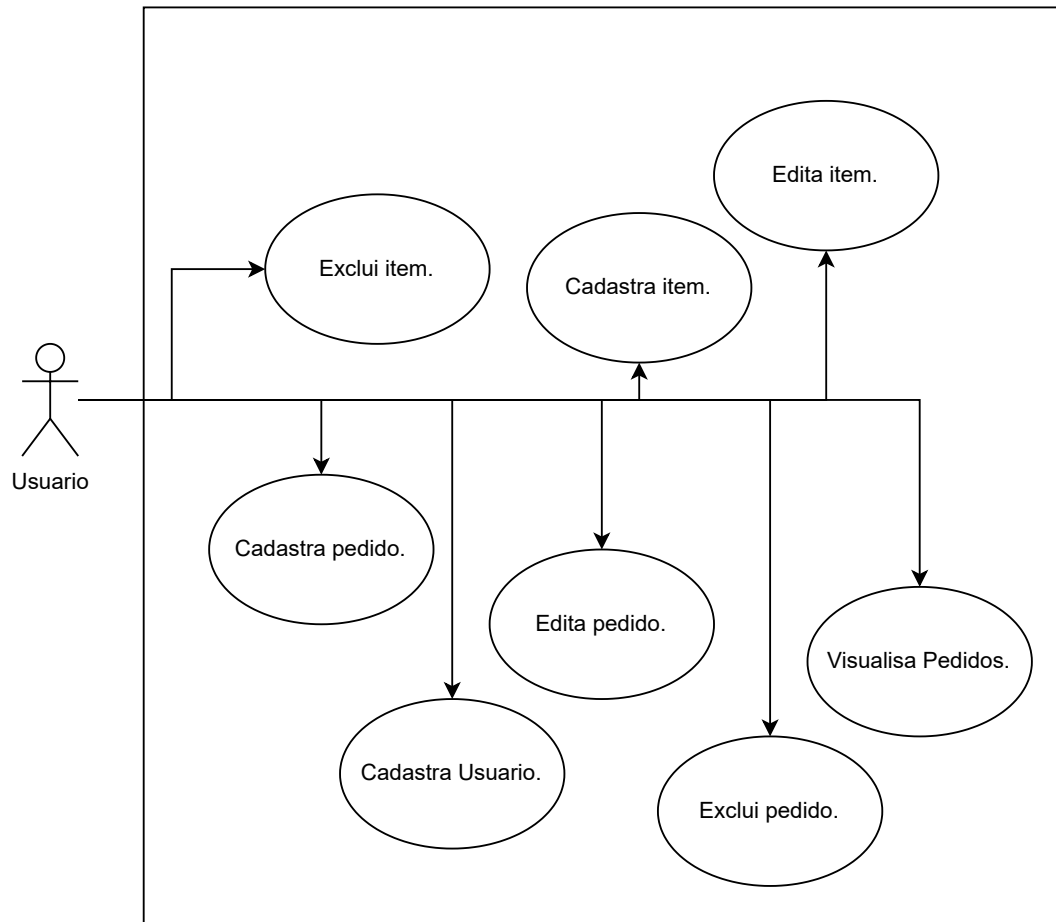 Edita item.
Exclui item.
Cadastra item.
Usuario
Cadastra pedido.
Edita pedido.
Visualisa Pedidos.
Cadastra Usuario.
Exclui pedido.